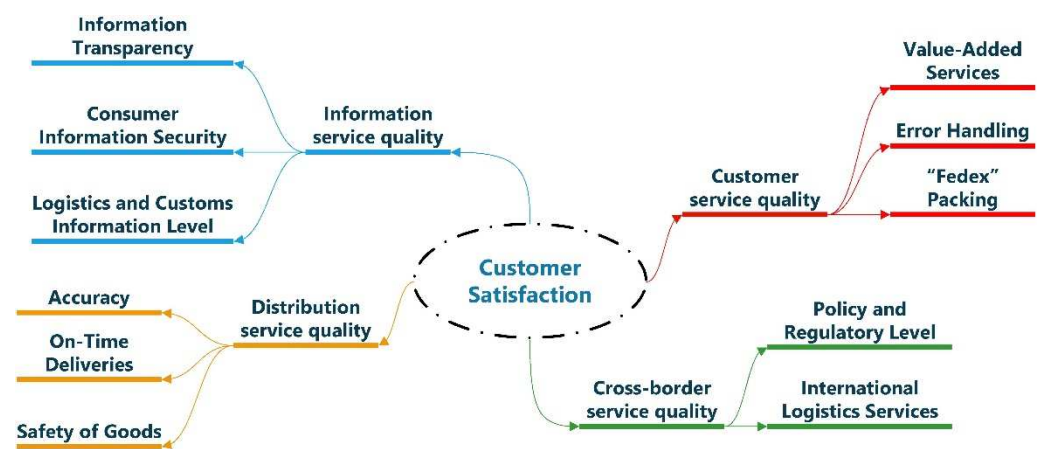 Information
Transparency
Consumer
Information Security
Logistics and Customs
Information Level
Information
service quality
Value-Added
Services
Error Handling
“Fedex”
Packing
Customer
service quality
Customer
Satisfaction
Accuracy
On-Time
Deliveries
Safety of Goods
Distribution
service quality
Policy and
Regulatory Level
International
Logistics Services
Cross-border
service quality